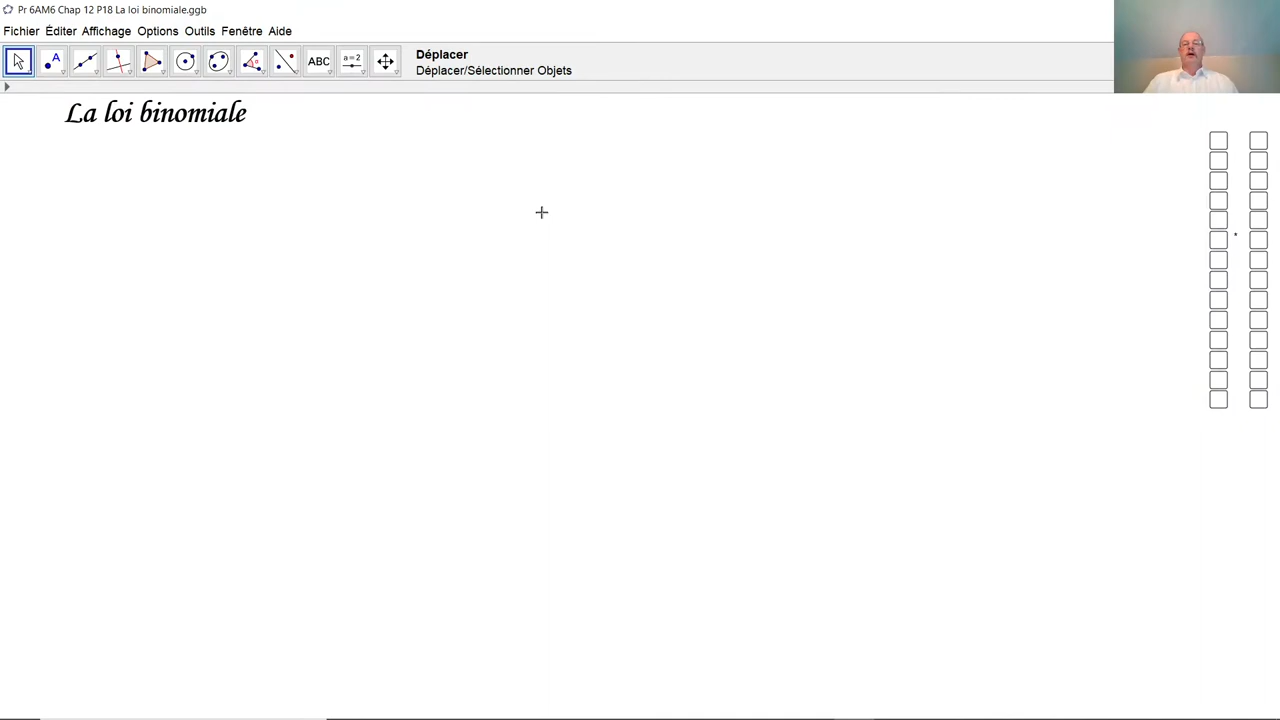 Pr 6AM6 Chap 12 P18 La loi binomiale.ggb
Fichier Éditer Affichage Options Outils Fenêtre Aide
A
ABC
a=2
Déplacer
Déplacer/Sélectionner Objets
La loi binomiale